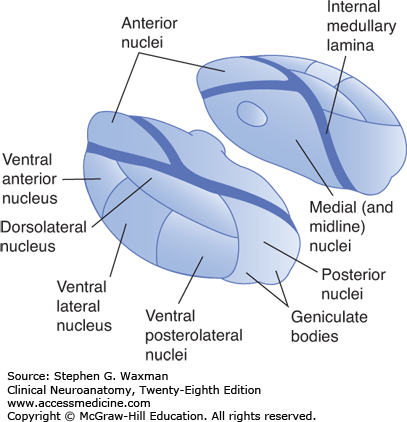 Anterior
nuclei
Internal
medullary
lamina
Ventral
anterior
nucleus
Dorsolateral
nucleus
Ventral
lateral
nucleus
Ventral
posterolateral
nuclei
Medial (and
midline)
nuclei
Posterior
nuclei
Geniculate
bodies
Source: Stephen G. Waxman
Clinical Neuroanatomy, Twenty-Eighth Edition
www.accessmedicine.com
Copyright © McGraw-Hill Education. All rights reserved.